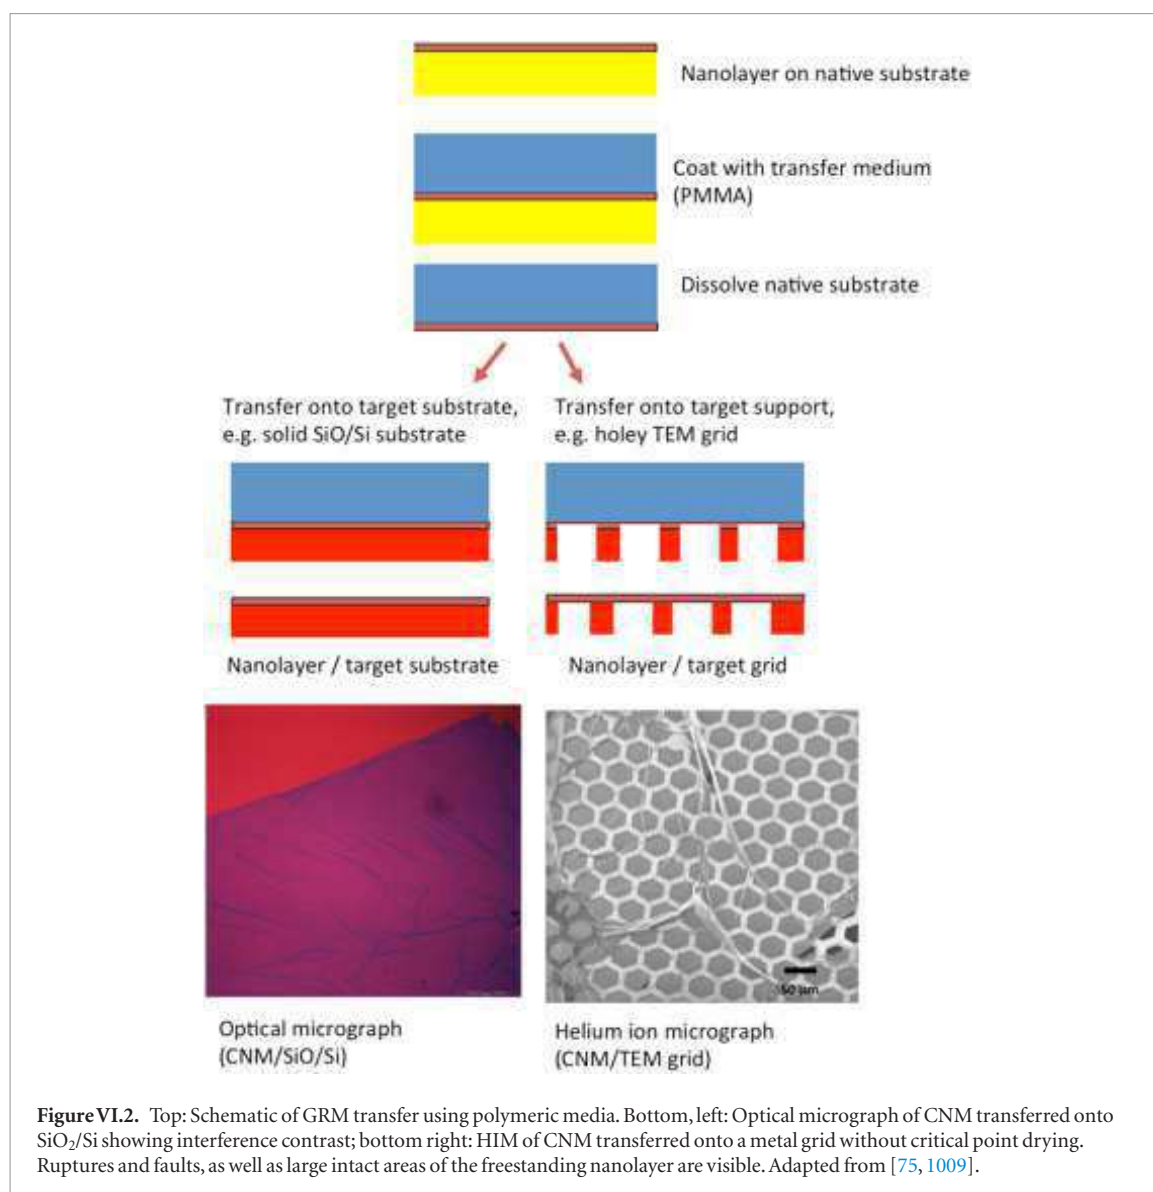 Nanolayer on native substrate
Coat with transfer medium
(PMMA)
Dissolve native substrate
Transfer onto target substrate,
e.g. solid SiO/Si substrate
Transfer onto target support,
e.g. holey TEM grid
Nanolayer / target substrate
Nanolayer / target grid
50 µm
Optical micrograph
(CNM/SiO/Si)
Helium ion micrograph
(CNM/TEM grid)
Figure VI.2. Top: Schematic of GRM transfer using polymeric media. Bottom, left: Optical micrograph of CNM transferred onto
SiO₂/Si showing interference contrast; bottom right: HIM of CNM transferred onto a metal grid without critical point drying.
Ruptures and faults, as well as large intact areas of the freestanding nanolayer are visible. Adapted from [75, 1009].